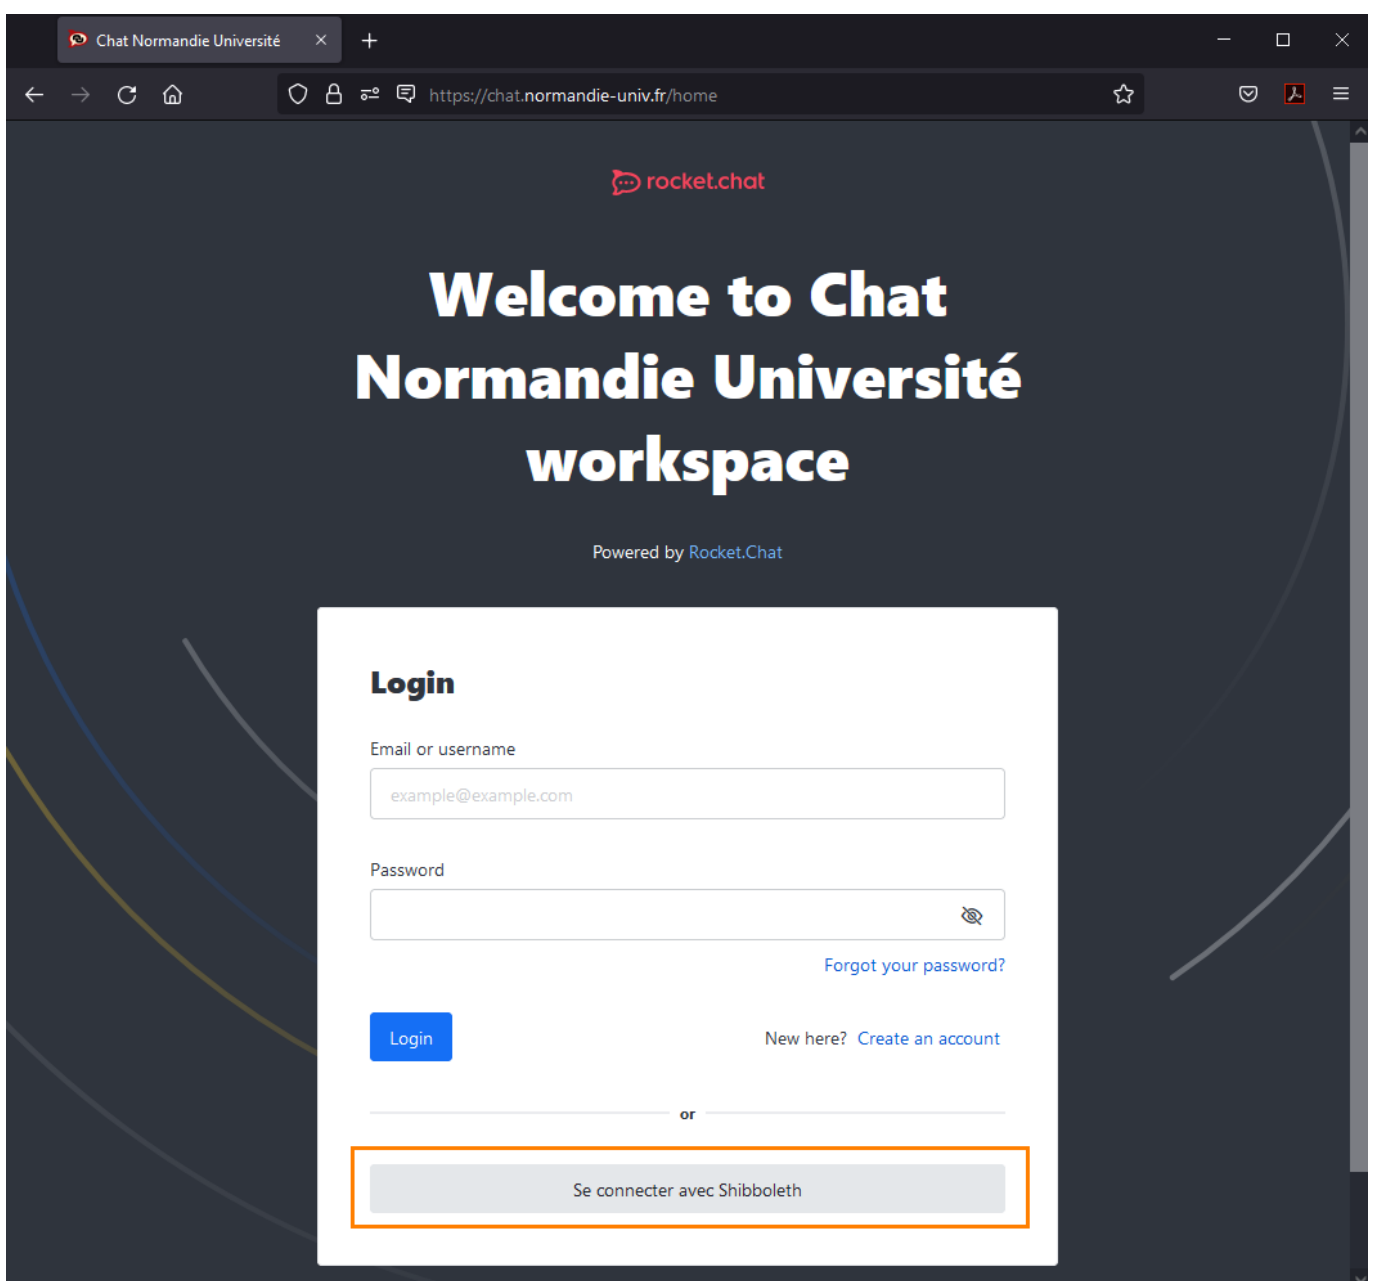 Chat Normandie Université
https://chat.normandie-univ.fr/home
rocket.chat
Welcome to Chat
Normandie Université
workspace
Powered by Rocket.Chat
Login
Email or username
example@example.com
Password
Forgot your password?
Login
New here? Create an account
or
Se connecter avec Shibboleth